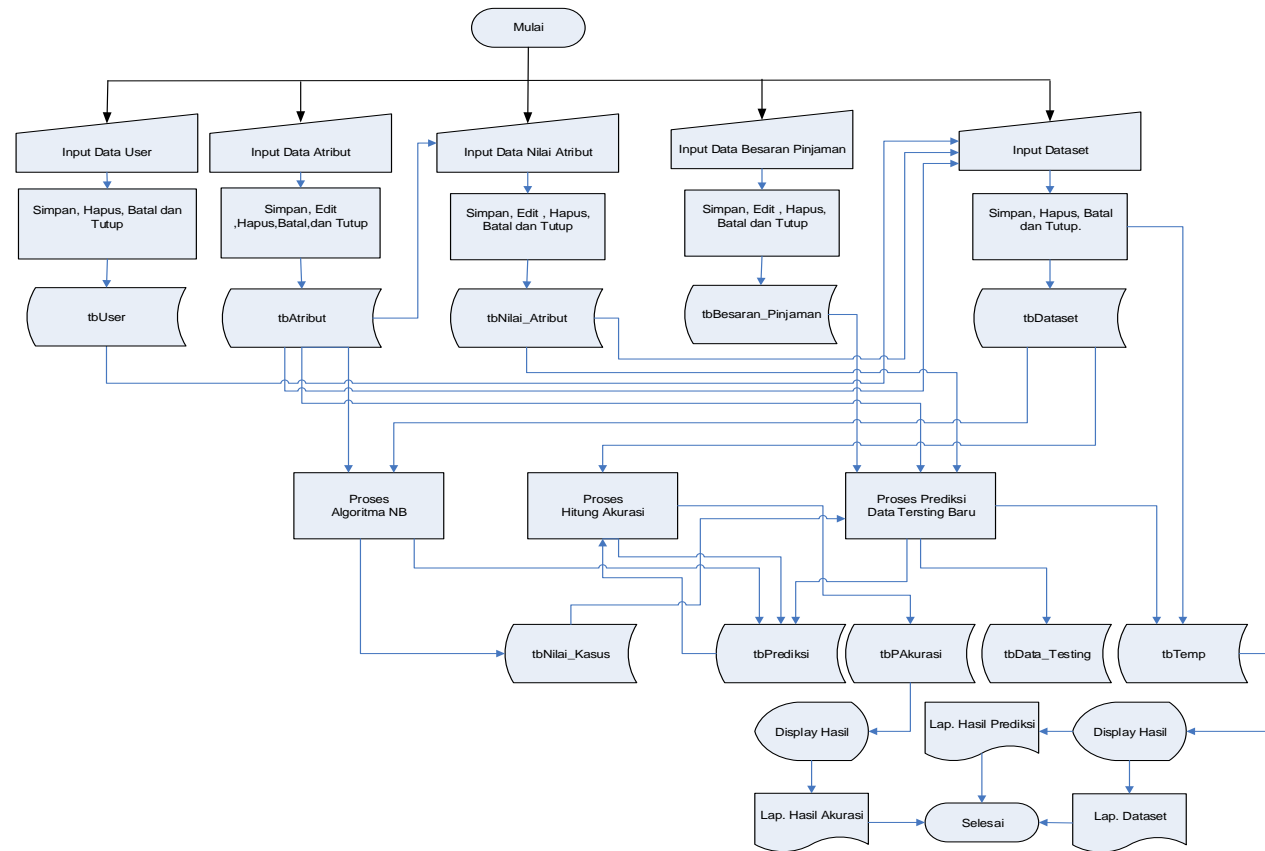 Mulai
Input Data User
Input Data Atribut
Input Data Nilai Atribut
Input Data Besaran Pinjaman
Input Dataset
Simpan, Hapus, Batal dan
Tutup
Simpan, Edit
,Hapus,Batal,dan Tutup
Simpan, Edit , Hapus,
Batal dan Tutup
Simpan, Edit , Hapus,
Batal dan Tutup
Simpan, Hapus, Batal
dan Tutup.
tbUser
tbAtribut
tbNilai_Atribut
tbBesaran_Pinjaman
tbDataset
Proses
Algoritma NB
Proses
Hitung Akurasi
Proses Prediksi
Data Tersting Baru
tbNilai_Kasus
tbPrediksi
tbPAkurasi
tbData_Testing
tbTemp
Display Hasil
Lap. Hasil Prediksi
Display Hasil
Lap. Hasil Akurasi
Selesai
Lap. Dataset